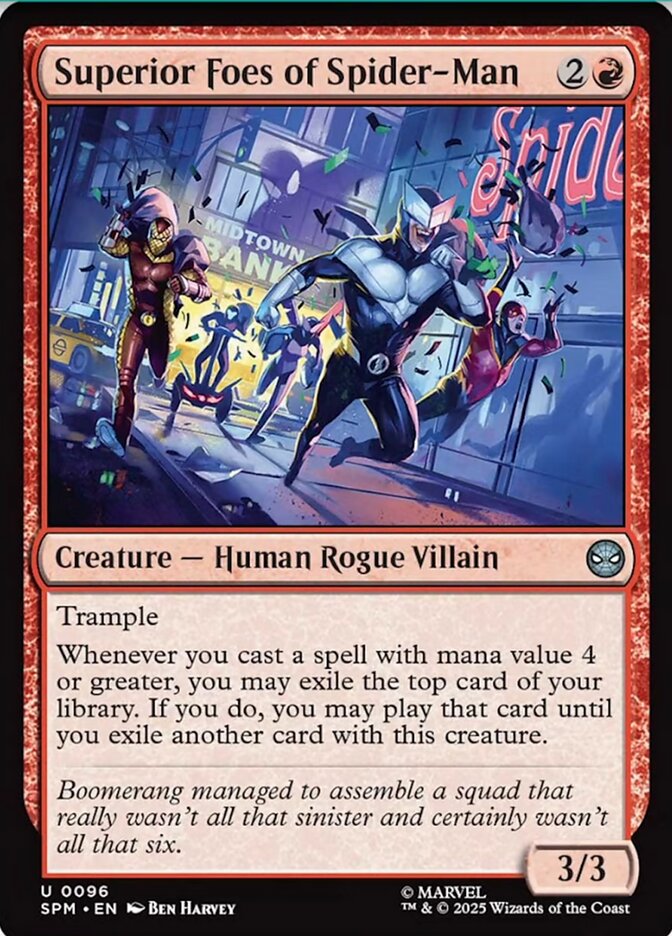 Superior Foes of Spider-Man 2
Spide
MIDTOWN
BANK
Creature — Human Rogue Villain
Trample
Whenever you cast a spell with mana value 4
or greater, you may exile the top card of your
library. If you do, you may play that card until
you exile another card with this creature.
Boomerang managed to assemble a squad that
really wasn't all that sinister and certainly wasn't
all that six.
3/3
U 0096
SPM • EN BEN HARVEY
© MARVEL
™ & © 2025 Wizards of the Coast